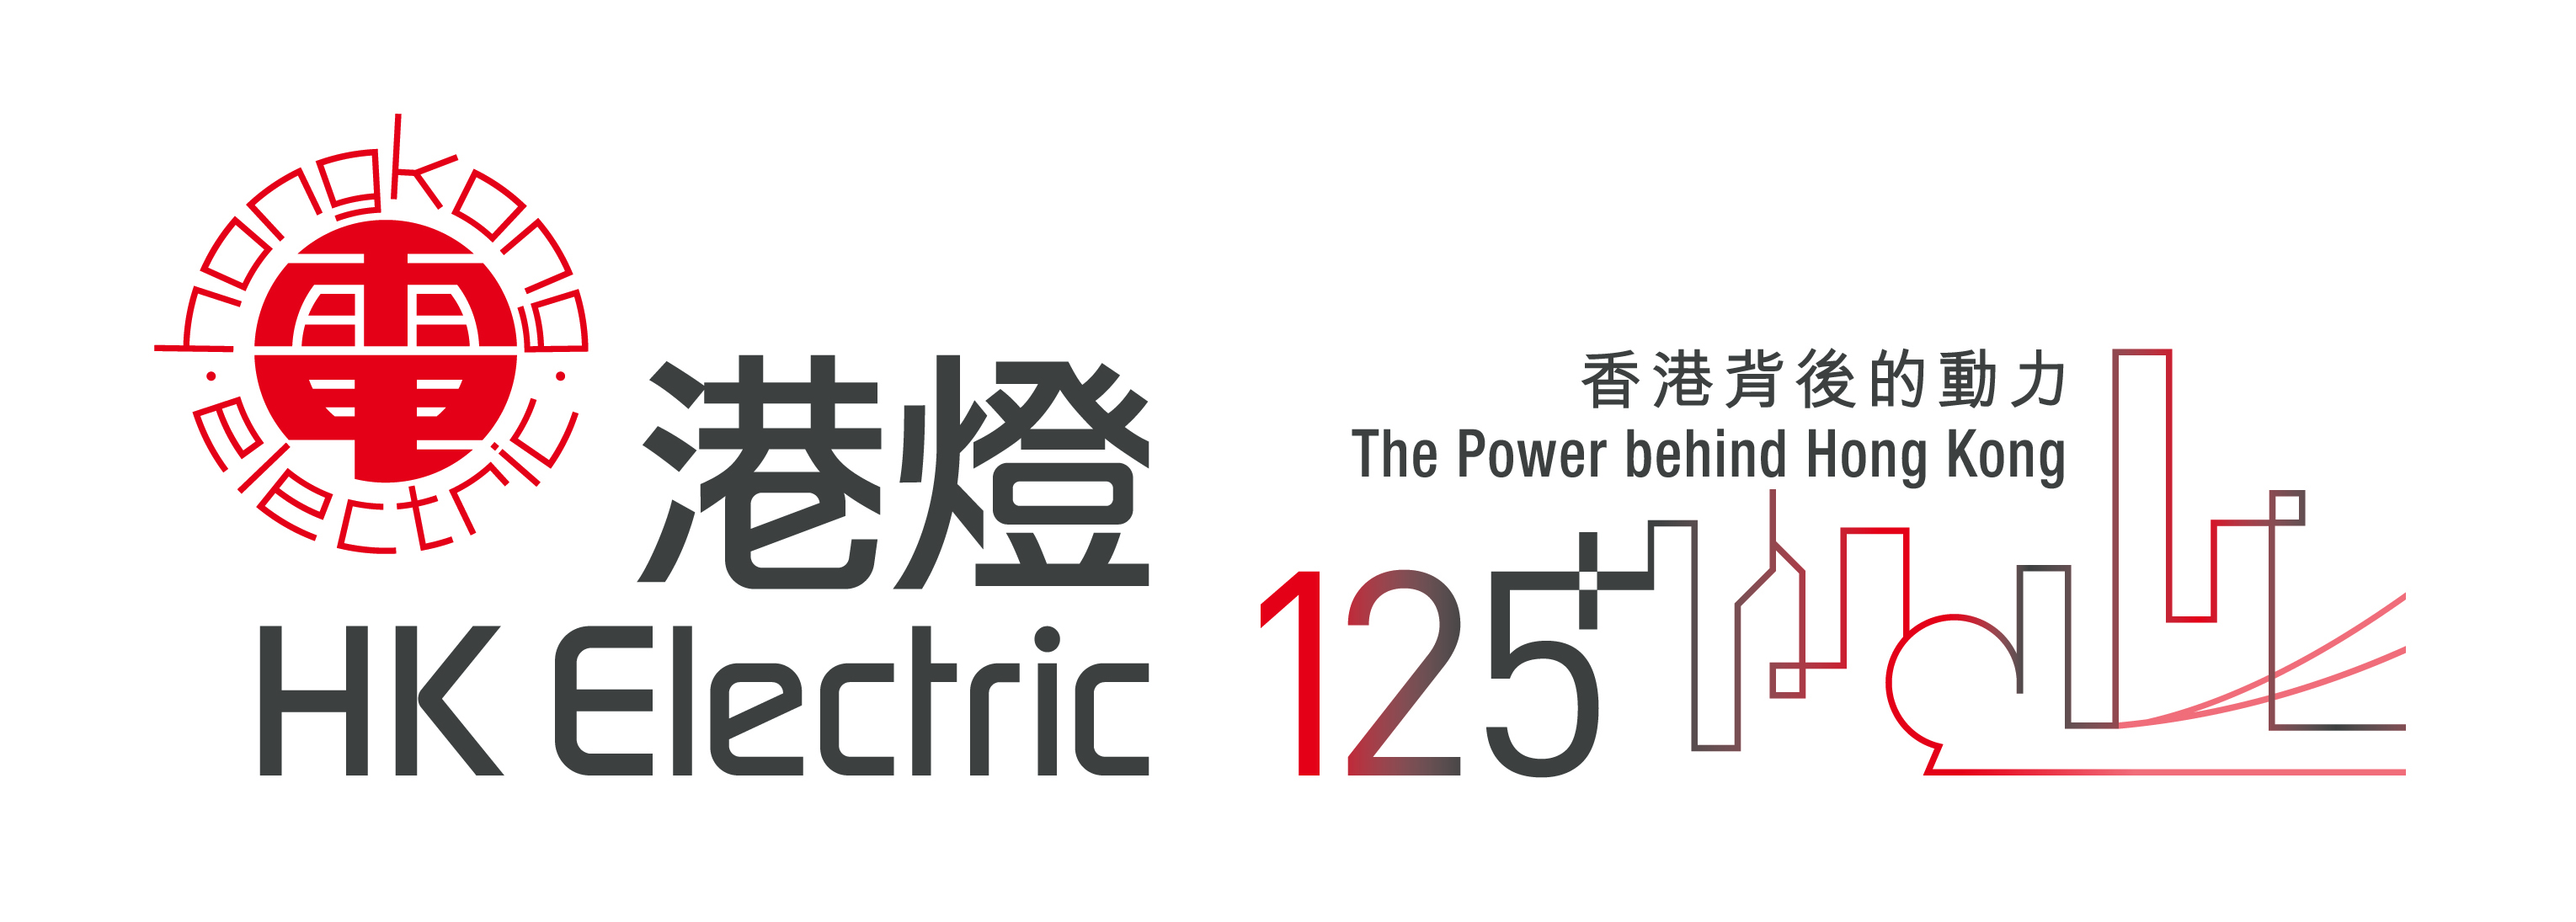 hongkong
電
· electric ·
港燈
HK Electric
香港背後的動力
The Power behind Hong Kong
125+